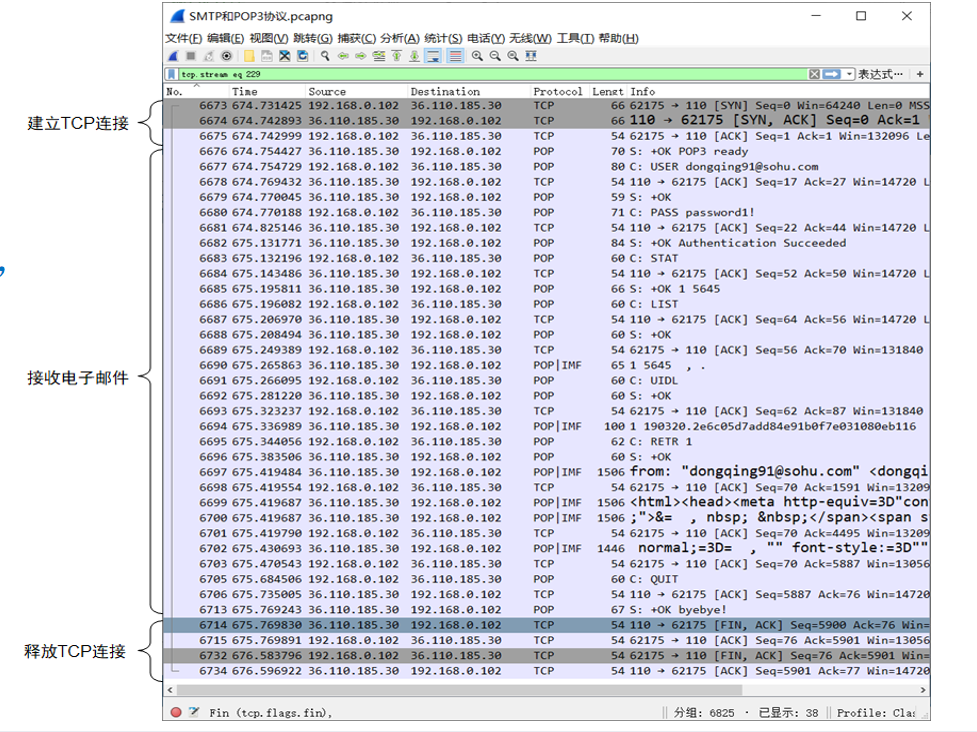 SMTP和POP3协议.pcapng
文件(F) 编辑(E) 视图(V) 跳转(G) 捕获(C) 分析(A) 统计(S) 电话(Y) 无线(W) 工具(T) 帮助(H)
tcp.stream eq 229 表达式… +
No. Time Source Destination Protocol Lengt Info
建立TCP连接
6673 674.731425 192.168.0.102 36.110.185.30 TCP 66 62175 → 110 [SYN] Seq=0 Win=64240 Len=0 MSS
6674 674.742893 36.110.185.30 192.168.0.102 TCP 66 110 → 62175 [SYN, ACK] Seq=0 Ack=1
6675 674.742999 192.168.0.102 36.110.185.30 TCP 54 62175 → 110 [ACK] Seq=1 Ack=1 Win=132096 Le
接收电子邮件
6676 674.754427 36.110.185.30 192.168.0.102 POP 70 S: +OK POP3 ready
6677 674.754729 192.168.0.102 36.110.185.30 POP 80 C: USER dongqing91@sohu.com
6678 674.769432 36.110.185.30 192.168.0.102 TCP 54 110 → 62175 [ACK] Seq=17 Ack=27 Win=14720 L
6679 674.770045 36.110.185.30 192.168.0.102 POP 59 S: +OK
6680 674.770188 192.168.0.102 36.110.185.30 POP 71 C: PASS password1!
6681 674.825146 36.110.185.30 192.168.0.102 TCP 54 110 → 62175 [ACK] Seq=22 Ack=44 Win=14720 L
6682 675.131771 36.110.185.30 192.168.0.102 POP 84 S: +OK Authentication Succeeded
6683 675.132196 192.168.0.102 36.110.185.30 POP 60 C: STAT
6684 675.143486 36.110.185.30 192.168.0.102 TCP 54 110 → 62175 [ACK] Seq=52 Ack=50 Win=14720 L
6685 675.195811 36.110.185.30 192.168.0.102 POP 66 S: +OK 1 5645
6686 675.196082 192.168.0.102 36.110.185.30 POP 60 C: LIST
6687 675.206970 36.110.185.30 192.168.0.102 TCP 54 110 → 62175 [ACK] Seq=64 Ack=56 Win=14720 L
6688 675.208494 36.110.185.30 192.168.0.102 POP 60 S: +OK
6689 675.249389 192.168.0.102 36.110.185.30 TCP 54 62175 → 110 [ACK] Seq=56 Ack=70 Win=131840
6690 675.265863 36.110.185.30 192.168.0.102 POP|IMF 65 1 5645 , .
6691 675.266095 192.168.0.102 36.110.185.30 POP 60 C: UIDL
6692 675.281220 36.110.185.30 192.168.0.102 POP 60 S: +OK
6693 675.323237 192.168.0.102 36.110.185.30 TCP 54 62175 → 110 [ACK] Seq=62 Ack=87 Win=131840
6694 675.336989 36.110.185.30 192.168.0.102 POP|IMF 100 1 190320.2e6c05d7add84e91b0f7e031080eb116
6695 675.344056 192.168.0.102 36.110.185.30 POP 62 C: RETR 1
6696 675.383506 36.110.185.30 192.168.0.102 POP 60 S: +OK
6697 675.419484 36.110.185.30 192.168.0.102 POP|IMF 1506 from: "dongqing91@sohu.com" <dongqi
6698 675.419554 192.168.0.102 36.110.185.30 TCP 54 62175 → 110 [ACK] Seq=70 Ack=1591 Win=13209
6699 675.419687 36.110.185.30 192.168.0.102 POP|IMF 1506 <html><head><meta http-equiv=3D"con
6700 675.419687 36.110.185.30 192.168.0.102 POP|IMF 1506 ;">&= , nbsp; &nbsp;</span><span s
6701 675.419790 192.168.0.102 36.110.185.30 TCP 54 62175 → 110 [ACK] Seq=70 Ack=4495 Win=13209
6702 675.430693 36.110.185.30 192.168.0.102 POP|IMF 1446 normal;=3D= , "" font-style:=3D""
6703 675.470543 192.168.0.102 36.110.185.30 TCP 54 62175 → 110 [ACK] Seq=70 Ack=5887 Win=13056
6705 675.684506 192.168.0.102 36.110.185.30 POP 60 C: QUIT
6706 675.735005 36.110.185.30 192.168.0.102 TCP 54 110 → 62175 [ACK] Seq=5887 Ack=76 Win=14720
6713 675.769243 36.110.185.30 192.168.0.102 POP 67 S: +OK byebye!
释放TCP连接
6714 675.769830 36.110.185.30 192.168.0.102 TCP 54 110 → 62175 [FIN, ACK] Seq=5900 Ack=76 Win=
6715 675.769891 192.168.0.102 36.110.185.30 TCP 54 62175 → 110 [ACK] Seq=76 Ack=5901 Win=13056
6732 676.583796 192.168.0.102 36.110.185.30 TCP 54 62175 → 110 [FIN, ACK] Seq=76 Ack=5901 Win=
6734 676.596922 36.110.185.30 192.168.0.102 TCP 54 110 → 62175 [ACK] Seq=5901 Ack=77 Win=14720
Fin (tcp.flags.fin), 分组: 6825 · 已显示: 38 Profile: